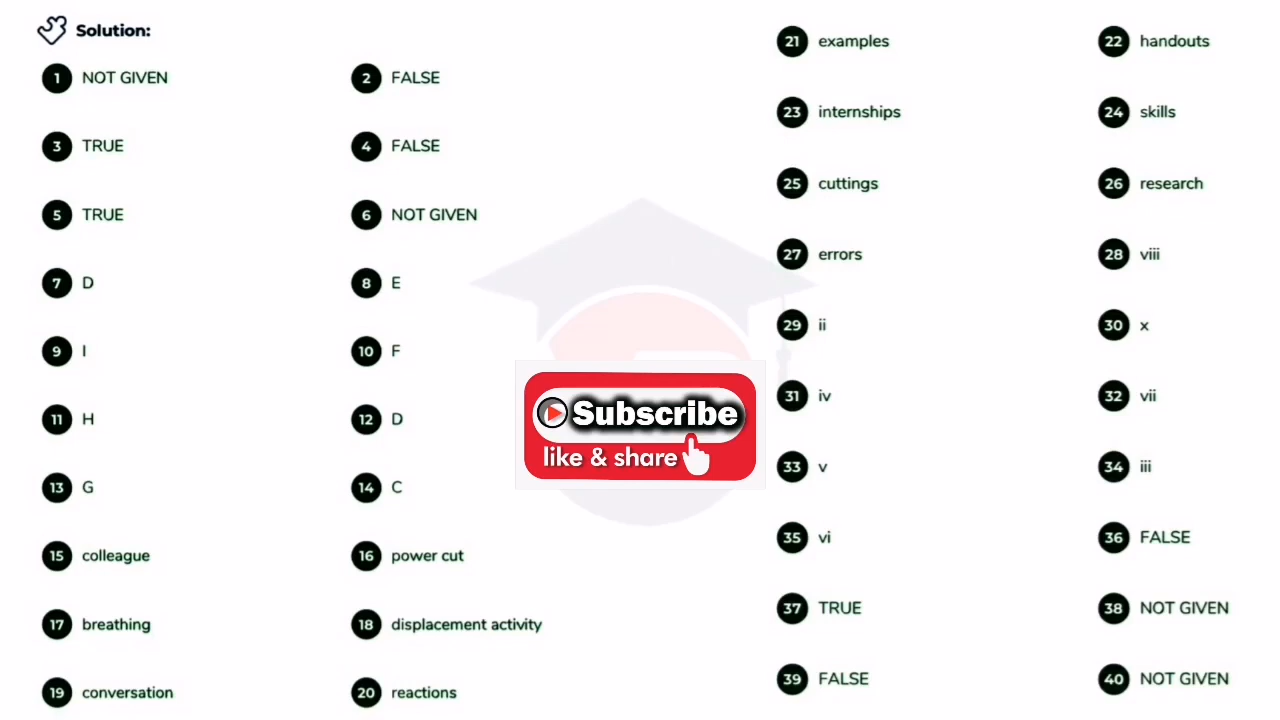 Solution:
1 NOT GIVEN
2 FALSE
3 TRUE
4 FALSE
5 TRUE
6 NOT GIVEN
7 D
8 E
9 I
10 F
11 H
12 D
13 G
14 C
15 colleague
16 power cut
17 breathing
18 displacement activity
19 conversation
20 reactions
Subscribe
like & share
21 examples
22 handouts
23 internships
24 skills
25 cuttings
26 research
27 errors
28 viii
29 ii
30 x
31 iv
32 vii
33 v
34 iii
35 vi
36 FALSE
37 TRUE
38 NOT GIVEN
39 FALSE
40 NOT GIVEN